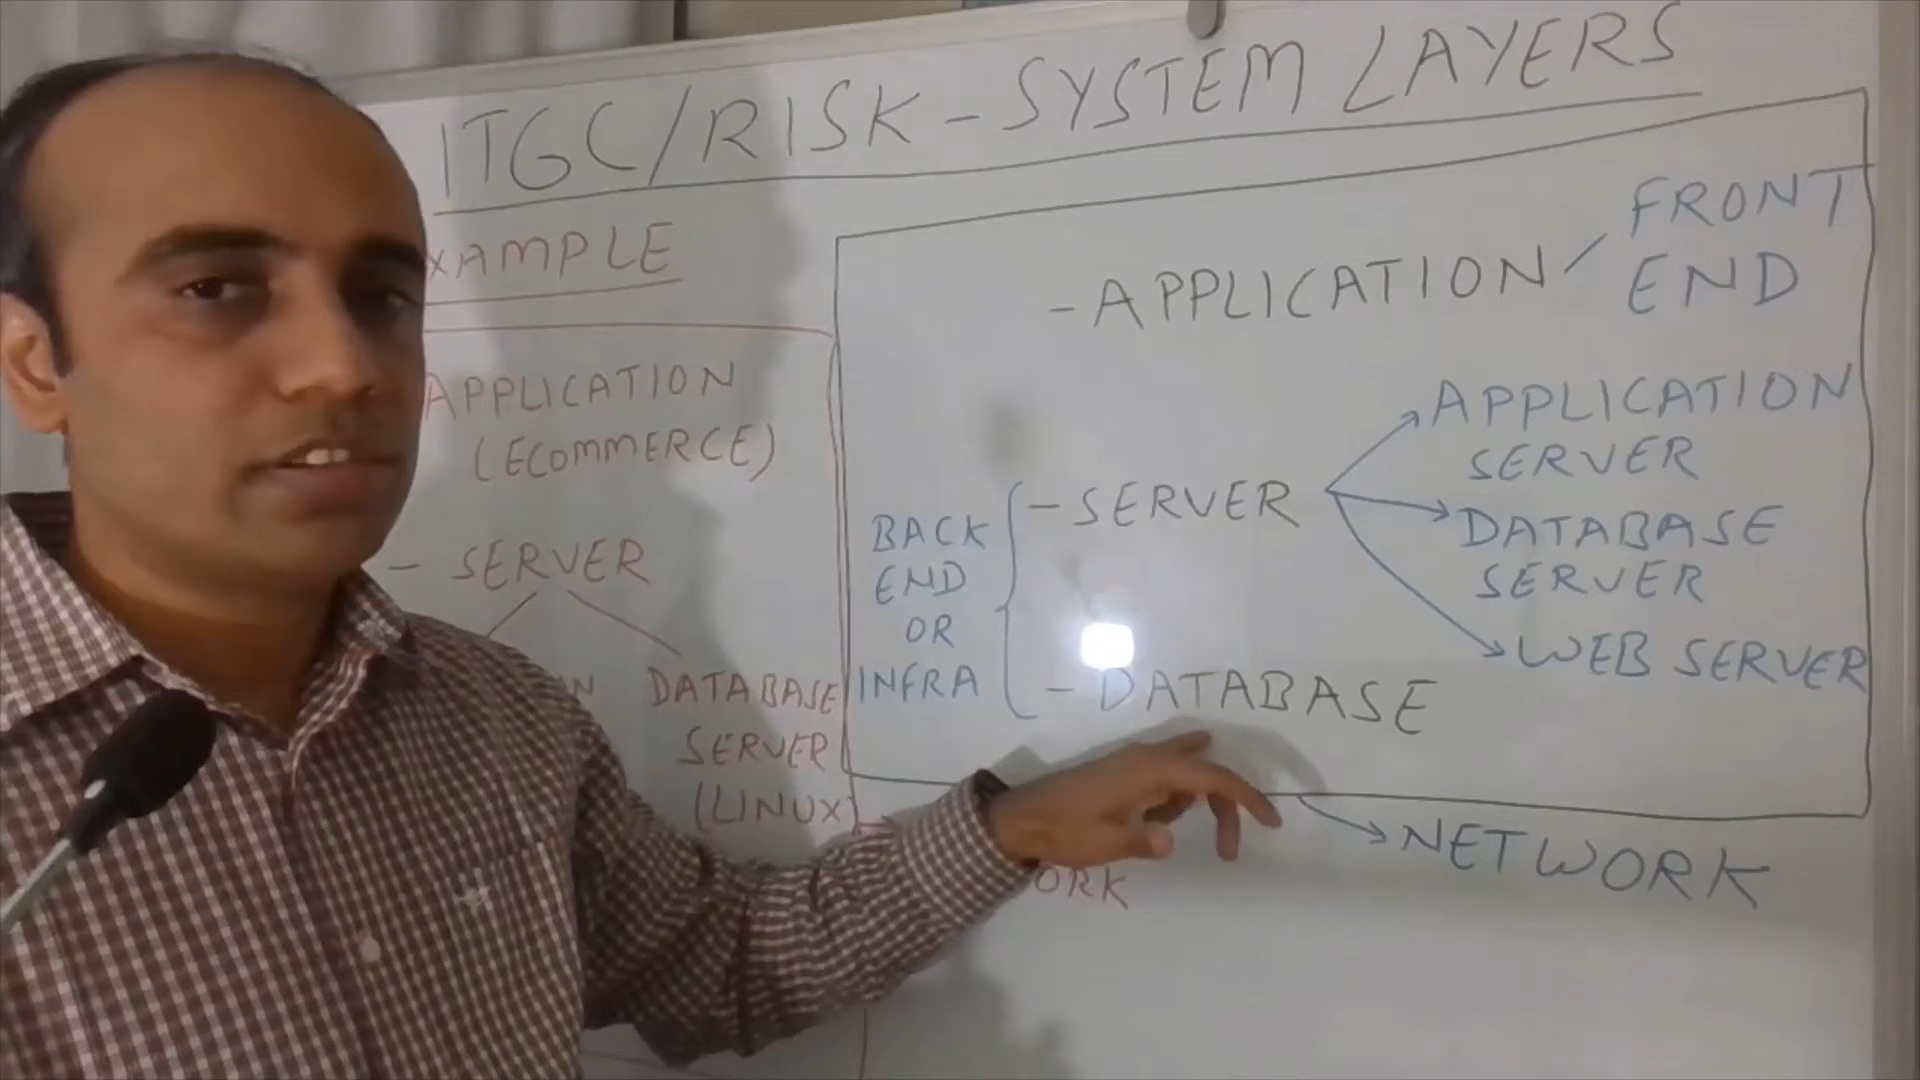 ITGC/RISK-SYSTEM LAYERS
XAMPLE
APPLICATION
(ECOMMERCE)
- SERVER
DATABASE
SERVER
(LINUX)
ORK
- APPLICATION
FRONT
END
BACK
END
OR
INFRA
- SERVER
APPLICATION
SERVER
DATABASE
SERVER
WEB SERVER
- DATABASE
NETWORK